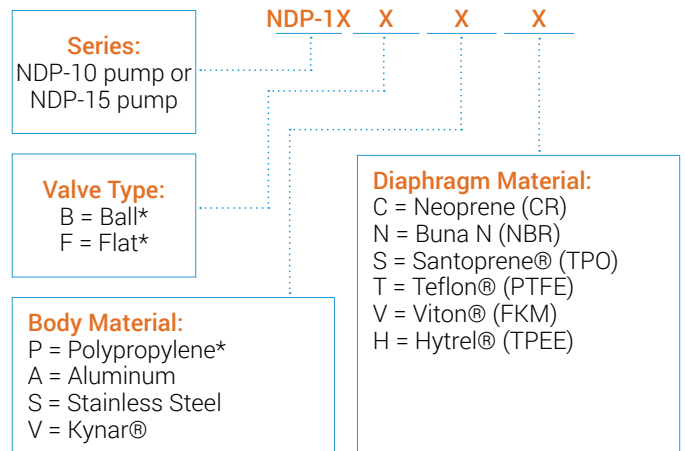 NDP-1X X X X
Series:
NDP-10 pump or
NDP-15 pump
Valve Type:
B = Ball*
F = Flat*
Body Material:
P = Polypropylene*
A = Aluminum
S = Stainless Steel
V = Kynar®
Diaphragm Material:
C = Neoprene (CR)
N = Buna N (NBR)
S = Santoprene® (TPO)
T = Teflon® (PTFE)
V = Viton® (FKM)
H = Hytrel® (TPEE)